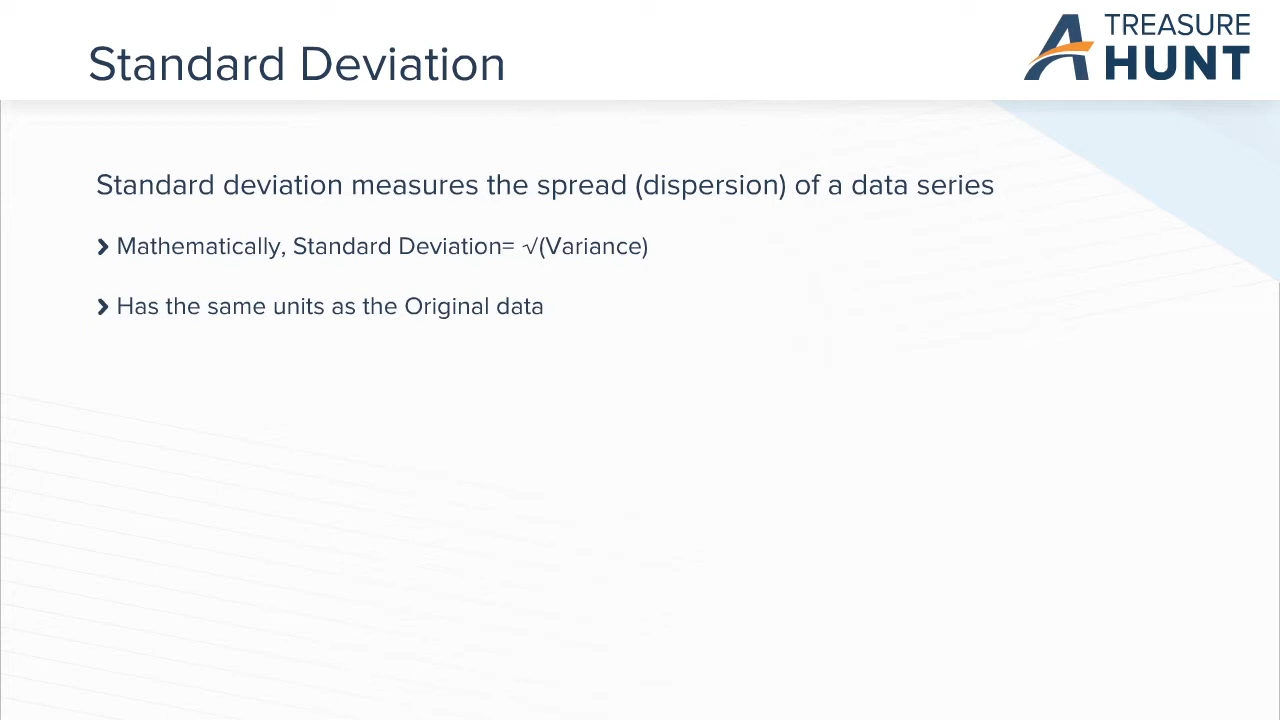 Standard Deviation
TREASURE
HUNT
Standard deviation measures the spread (dispersion) of a data series
Mathematically, Standard Deviation= √(Variance)
Has the same units as the Original data